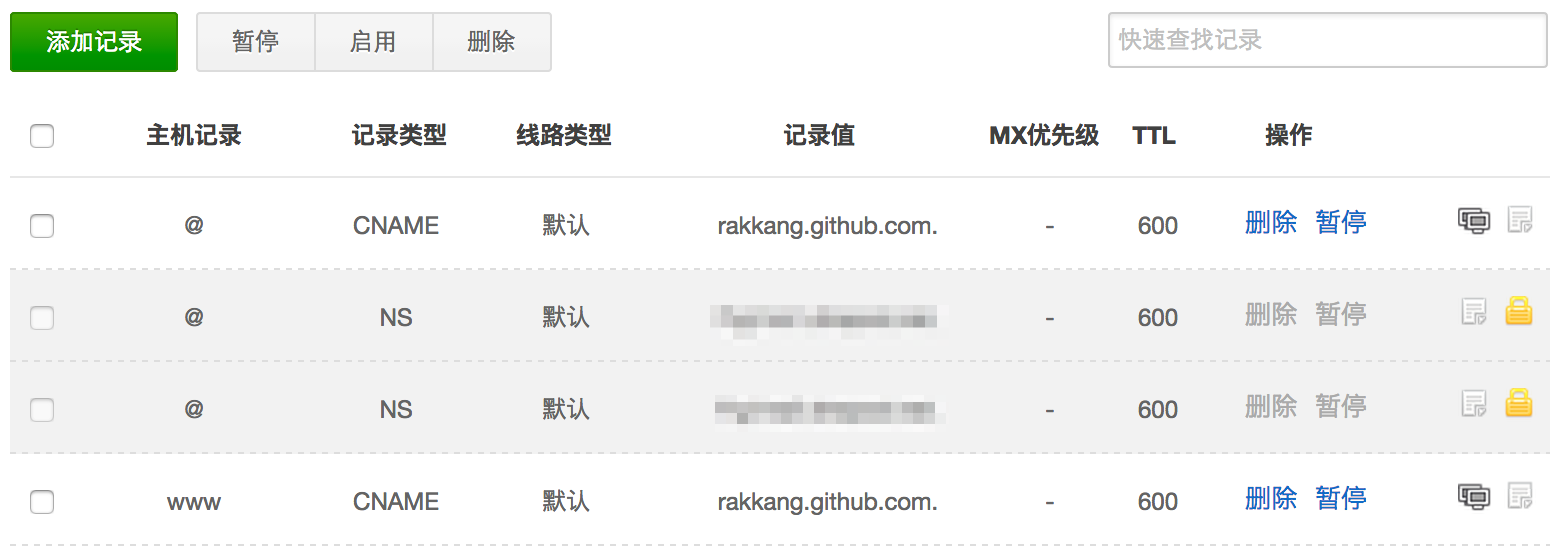 添加记录 暂停 启用 删除 快速查找记录
主机记录 记录类型 线路类型 记录值 MX优先级 TTL 操作
@ CNAME 默认 rakkang.github.com. - 600 删除 暂停
@ NS 默认 - 600 删除 暂停
@ NS 默认 - 600 删除 暂停
www CNAME 默认 rakkang.github.com. - 600 删除 暂停